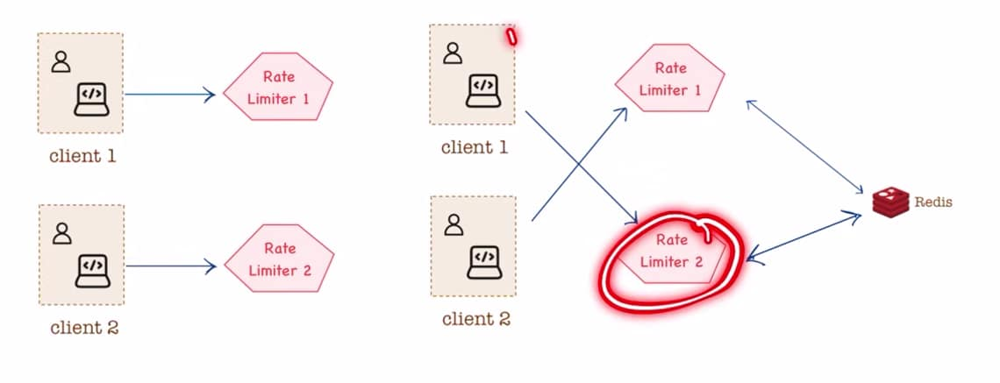 Rate
Limiter 1
client 1
Rate
Limiter 2
client 2
Rate
Limiter 1
client 1
Rate
Limiter 2
client 2
Redis